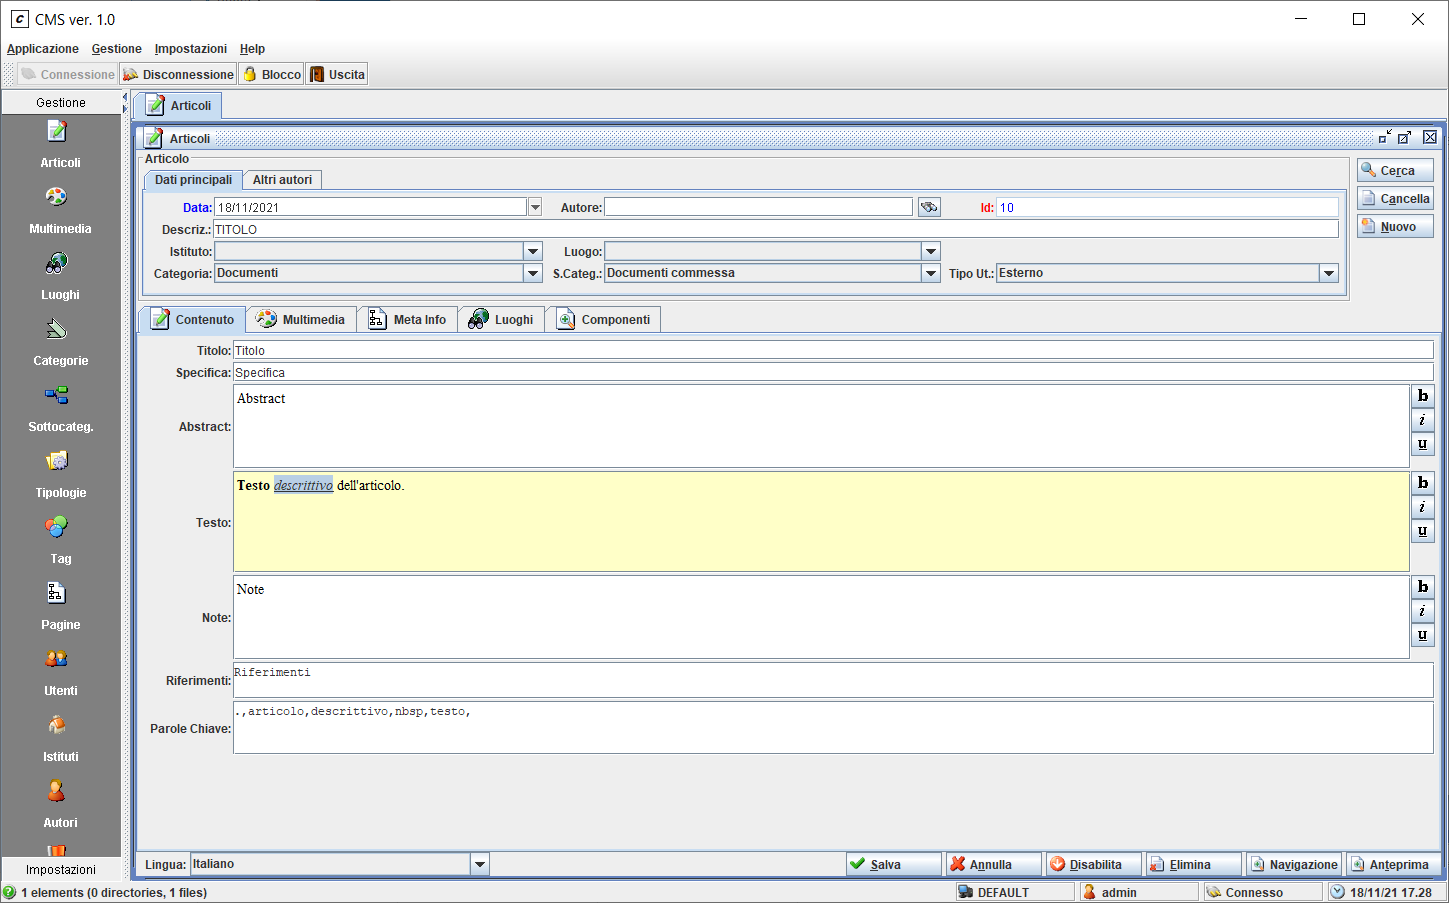 CMS ver. 1.0
Applicazione Gestione Impostazioni Help
Connessione Disconnessione Blocco Uscita
Gestione
Articoli
Multimedia
Luoghi
Categorie
Sottocateg.
Tipologie
Tag
Pagine
Utenti
Istituti
Autori
Impostazioni
Articoli
Articoli
Articolo
Dati principali Altri autori
Data: 18/11/2021 Autore: Id: 10
Descriz.: TITOLO
Istituto: Luogo:
Categoria: Documenti S.Categ.: Documenti commessa Tipo Ut.: Esterno
Cerca
Cancella
Nuovo
Contenuto Multimedia Meta Info Luoghi Componenti
Titolo: Titolo
Specifica: Specifica
Abstract: Abstract
b
i
u
Testo: Testo descrittivo dell'articolo.
b
i
u
Note: Note
b
i
u
Riferimenti: Riferimenti
Parole Chiave: .,articolo,descrittivo,nbsp,testo,
Lingua: Italiano Salva Annulla Disabilita Elimina Navigazione Anteprima
1 elements (0 directories, 1 files) DEFAULT admin Connesso 18/11/21 17.28